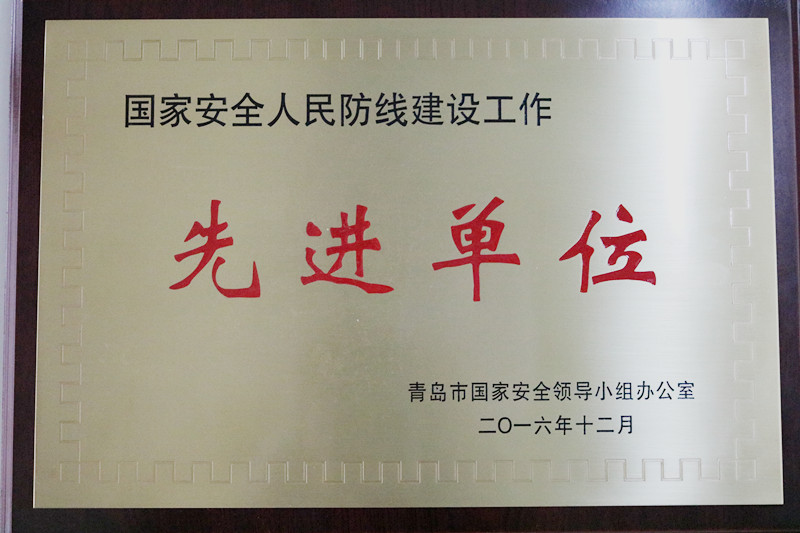 国家安全人民防线建设工作
先进单位
青岛市国家安全领导小组办公室
二〇一六年十二月